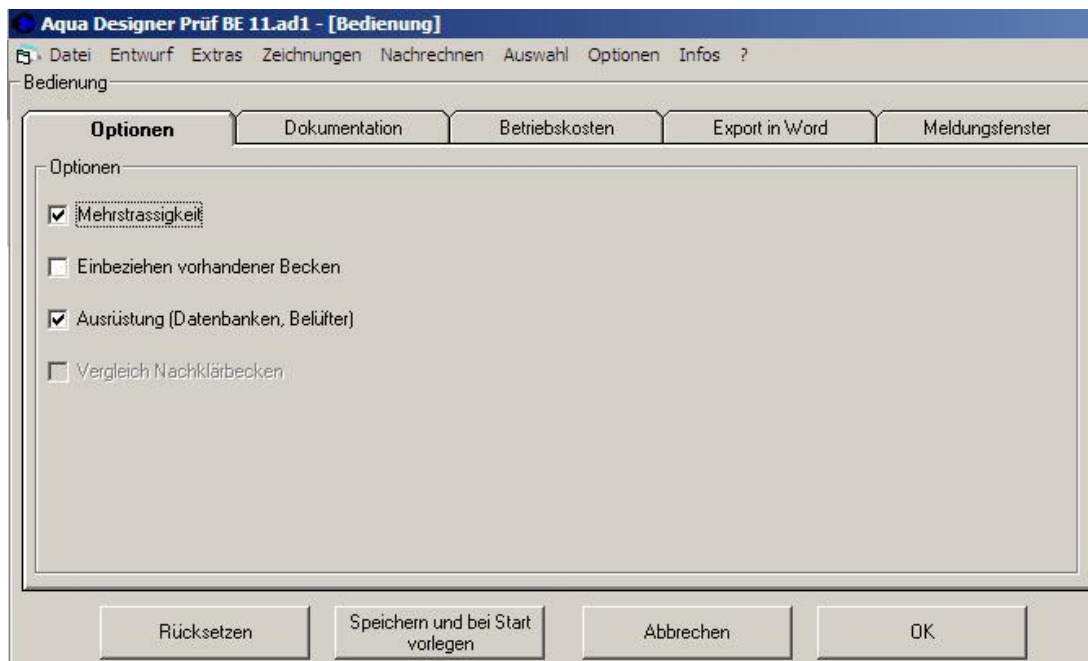 Aqua Designer Prüf BE 11.ad1 - [Bedienung]
Datei Entwurf Extras Zeichnungen Nachrechnen Auswahl Optionen Infos ?
Bedienung
Optionen Dokumentation Betriebskosten Export in Word Meldungsfenster
Optionen
Mehrstrassigkeit
Einbeziehen vorhandener Becken
Ausrüstung (Datenbanken, Belüfter)
Vergleich Nachklärbecken
Rücksetzen
Speichern und bei Start
vorlegen
Abbrechen
OK